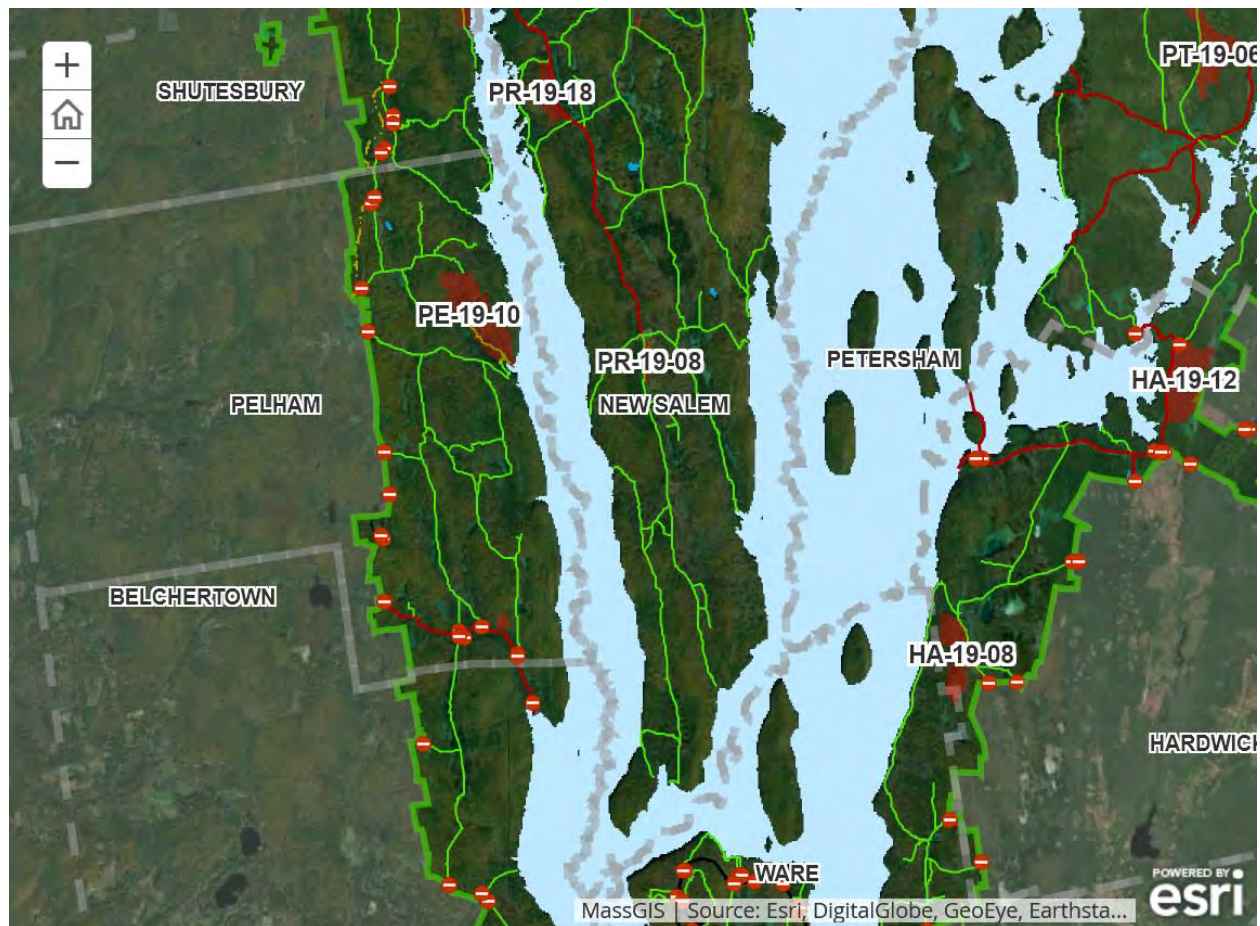 +
−
SHUTESBURY
PR-19-18
PT-19-06
PE-19-10
PR-19-08
PETERSHAM
HA-19-12
PELHAM
NEW SALEM
BELCHERTOWN
HA-19-08
HARDWICK
WARE
MassGIS | Source: Esri, DigitalGlobe, GeoEye, Earthsta...
POWERED BY
esri